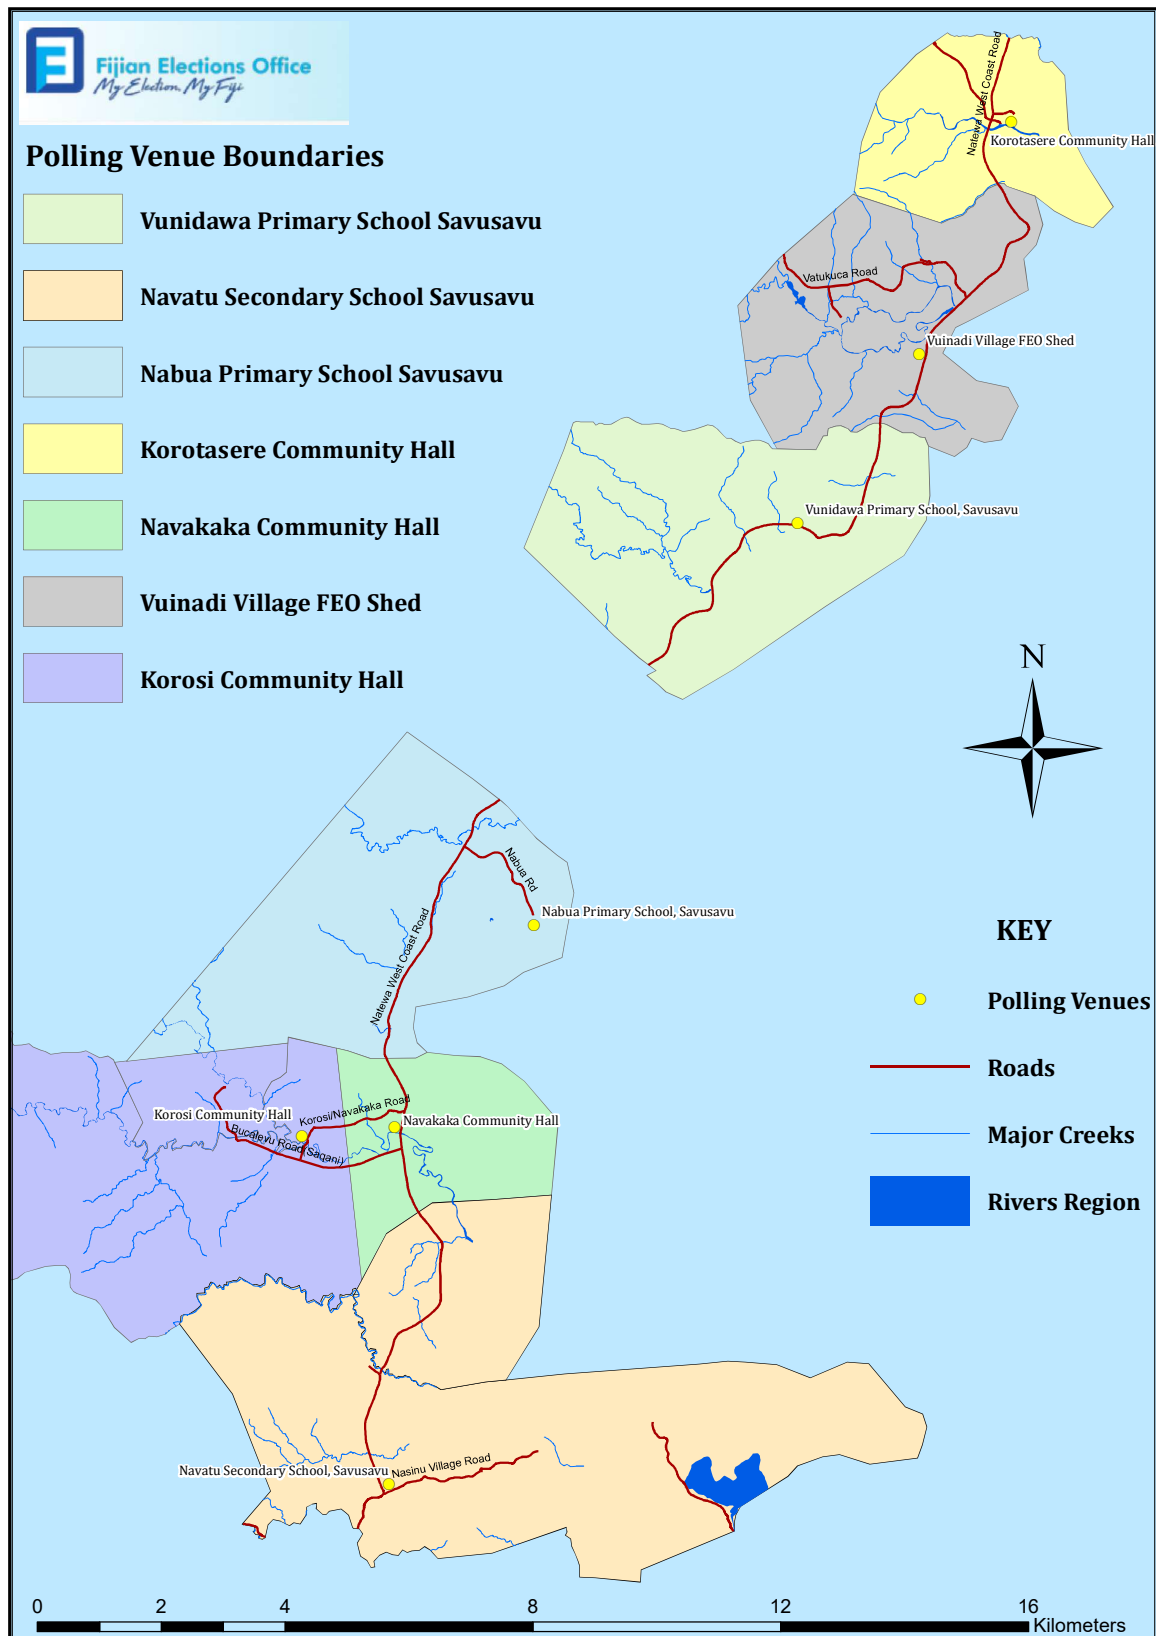 Fijian Elections Office
My Election, My Fiji
Polling Venue Boundaries
Vunidawa Primary School Savusavu
Navatu Secondary School Savusavu
Nabua Primary School Savusavu
Korotasere Community Hall
Navakaka Community Hall
Vuinadi Village FEO Shed
Korosi Community Hall
Natewa West Coast Road
Korotasere Community Hall
Vatukuca Road
Vuinadi Village FEO Shed
Vunidawa Primary School, Savusavu
N
Nabua Rd
Nabua Primary School, Savusavu
Natewa West Coast Road
KEY
Polling Venues
Roads
Major Creeks
Rivers Region
Korosi/Navakaka Road
Korosi Community Hall
Navakaka Community Hall
Bucalevu Road(Saqani)
Nasinu Village Road
Navatu Secondary School, Savusavu
0 2 4 8 12 16
Kilometers